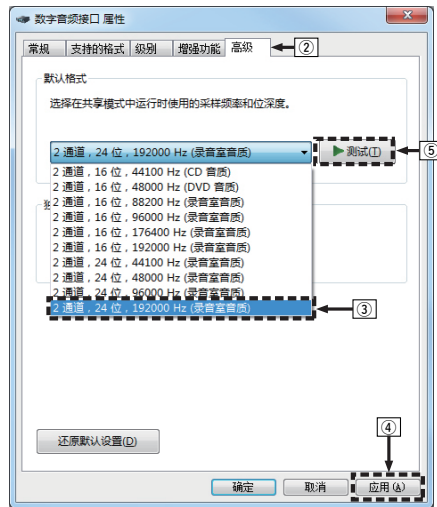 数字音频接口 属性
常规 支持的格式 级别 增强功能 高级 ②
默认格式
选择在共享模式中运行时使用的采样频率和位深度。
⑤
2 通道，24 位，192000 Hz (录音室音质) 测试(T)
2 通道，16 位，44100 Hz (CD 音质)
2 通道，16 位，48000 Hz (DVD 音质)
2 通道，16 位，88200 Hz (录音室音质)
2 通道，16 位，96000 Hz (录音室音质)
2 通道，16 位，176400 Hz (录音室音质)
2 通道，16 位，192000 Hz (录音室音质)
2 通道，24 位，44100 Hz (录音室音质)
2 通道，24 位，48000 Hz (录音室音质)
2 通道，24 位，96000 Hz (录音室音质)
2 通道，24 位，192000 Hz (录音室音质) ③
④
还原默认设置(D)
确定 取消 应用(A)